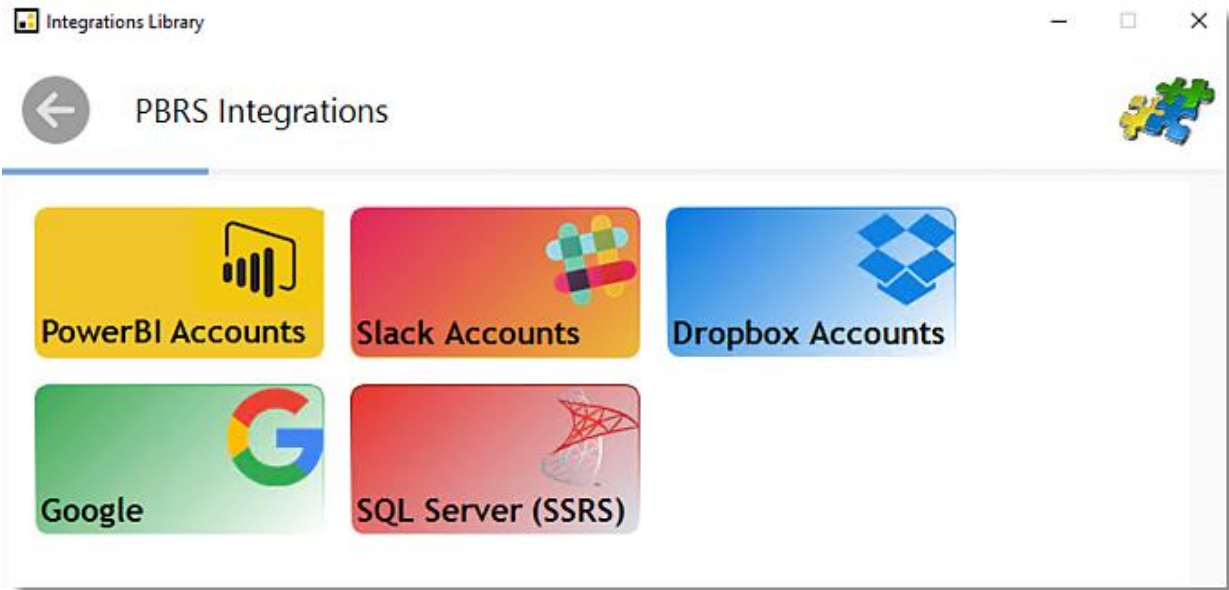 Integrations Library
PBRS Integrations
PowerBI Accounts
Slack Accounts
Dropbox Accounts
Google
SQL Server (SSRS)